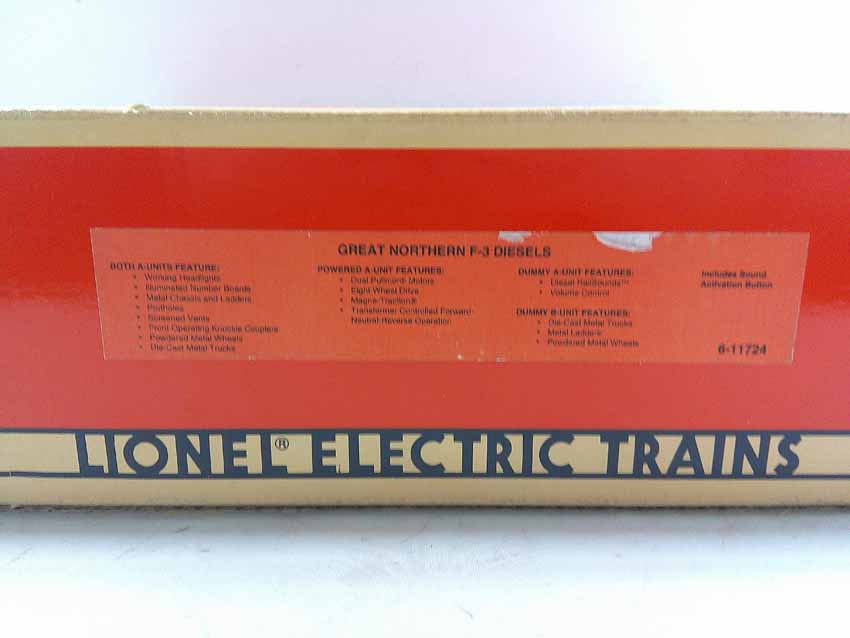 GREAT NORTHERN F-3 DIESELS
BOTH A-UNITS FEATURE:
• Working Headlights
• Illuminated Number Boards
• Metal Chassis and Ladders
• Portholes
• Screened Vents
• Front Operating Knuckle Couplers
• Powdered Metal Wheels
• Die-Cast Metal Trucks
POWERED A-UNIT FEATURES:
• Dual Pullmor® Motors
• Eight Wheel Drive
• Magne-Traction®
• Transformer Controlled Forward-
Neutral-Reverse Operation
DUMMY A-UNIT FEATURES:
• Diesel RailSounds™
• Volume Control
DUMMY B-UNIT FEATURES:
• Die-Cast Metal Trucks
• Metal Ladders
• Powdered Metal Wheels
Includes Sound
Activation Button
6-11724
LIONEL® ELECTRIC TRAINS